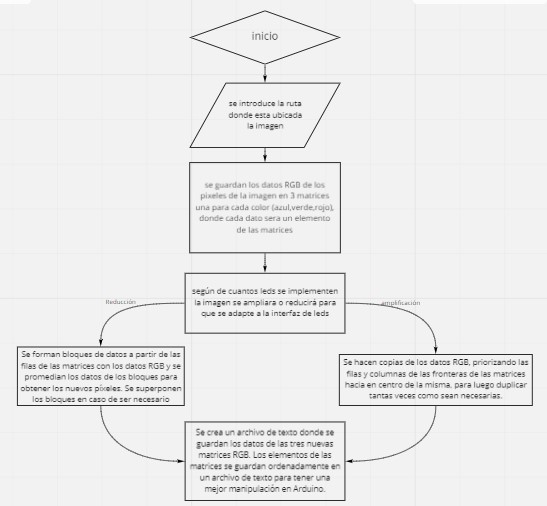 inicio
se introduce la ruta
donde esta ubicada
la imagen
se guardan los datos RGB de los
pixeles de la imagen en 3 matrices
una para cada color (azul,verde,rojo),
donde cada dato sera un elemento
de las matrices
según de cuantos leds se implementen
la imagen se ampliara o reducirá para
que se adapte a la interfaz de leds
Reducción
amplificación
Se forman bloques de datos a partir de las
filas de las matrices con los datos RGB y se
promedian los datos de los bloques para
obtener los nuevos píxeles. Se superponen
los bloques en caso de ser necesario
Se hacen copias de los datos RGB, priorizando las
filas y columnas de las fronteras de las matrices
hacia en centro de la misma, para luego duplicar
tantas veces como sean necesarias.
Se crea un archivo de texto donde se
guardan los datos de las tres nuevas
matrices RGB. Los elementos de las
matrices se guardan ordenadamente en
un archivo de texto para tener una
mejor manipulación en Arduino.